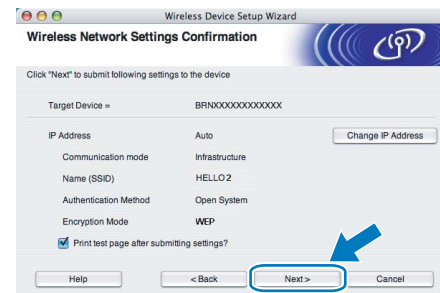 Wireless Device Setup Wizard
Wireless Network Settings Confirmation
Click "Next" to submit following settings to the device
Target Device = BRNXXXXXXXXXXXX
IP Address Auto Change IP Address
Communication mode Infrastructure
Name (SSID) HELLO 2
Authentication Method Open System
Encryption Mode WEP
Print test page after submitting settings?
Help < Back Next > Cancel